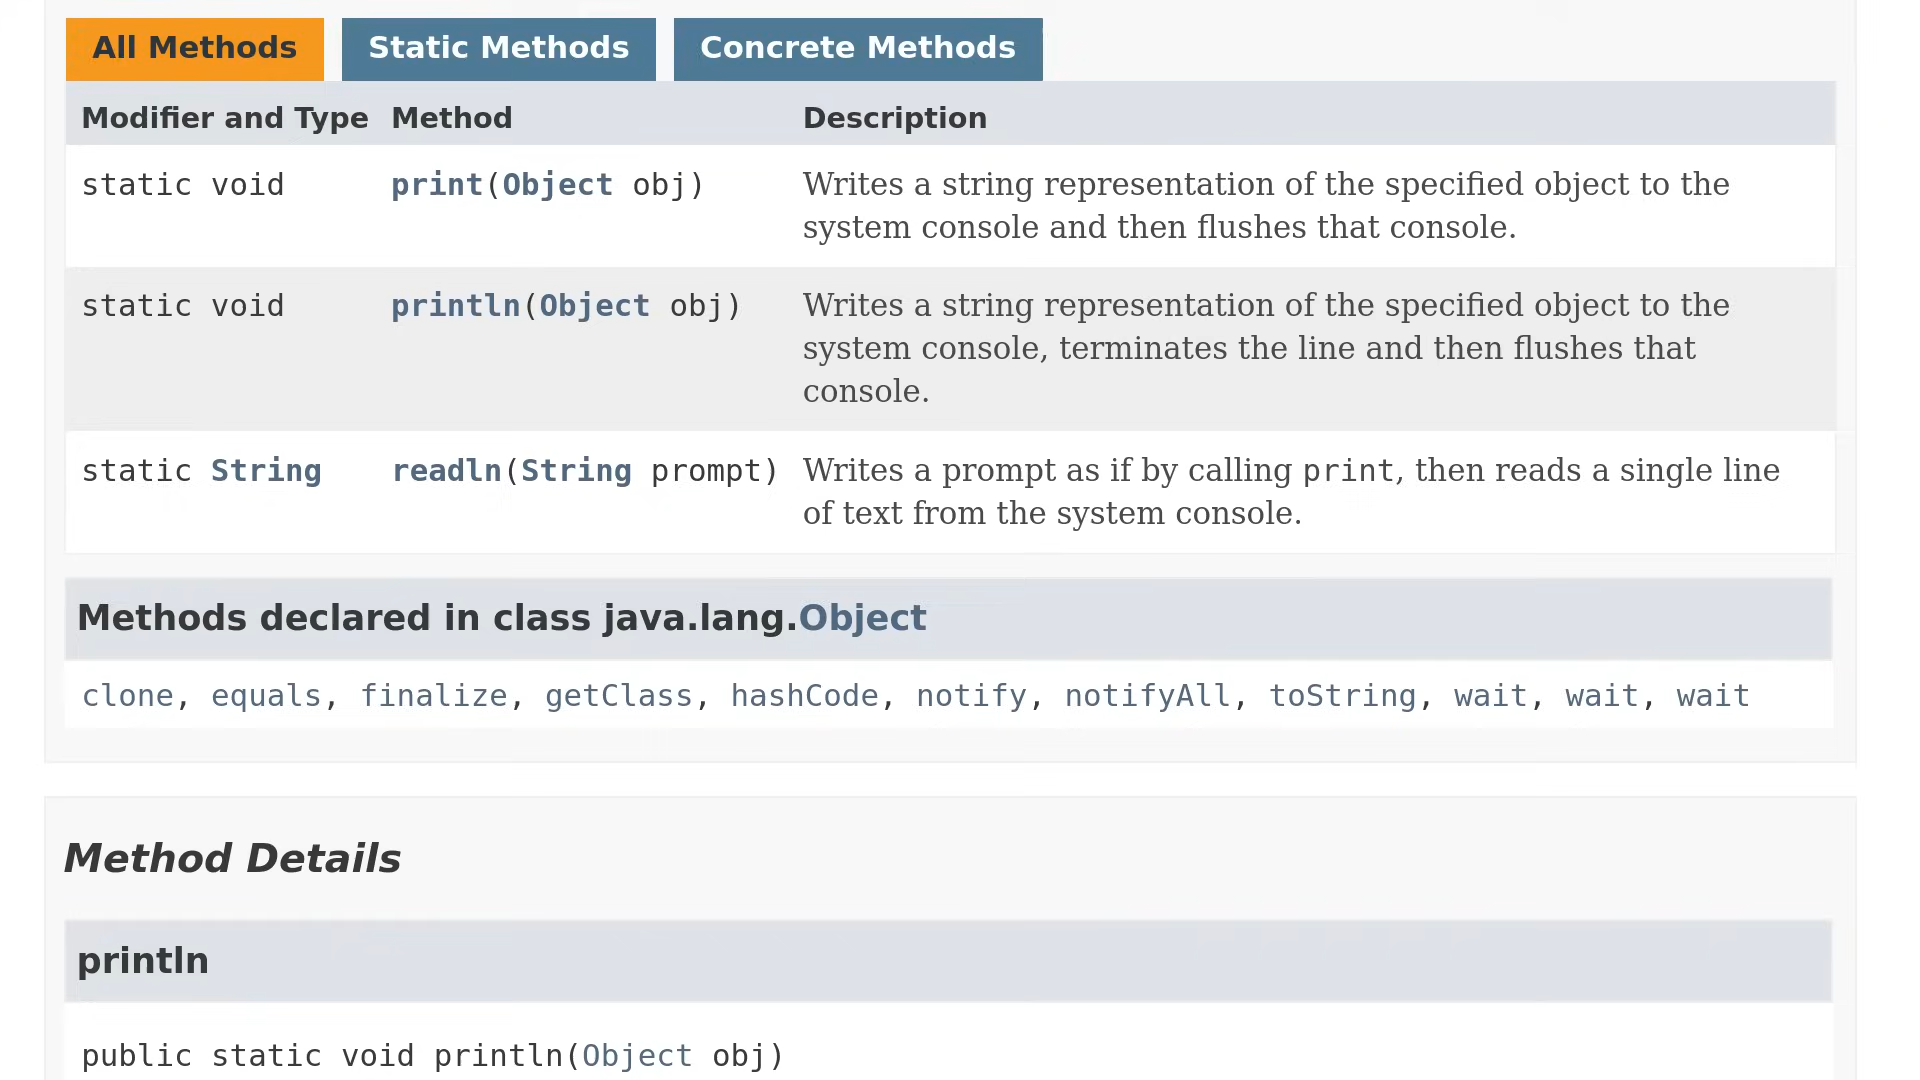 All Methods Static Methods Concrete Methods
Modifier and Type Method Description
static void print(Object obj) Writes a string representation of the specified object to the
system console and then flushes that console.
static void println(Object obj) Writes a string representation of the specified object to the
system console, terminates the line and then flushes that
console.
static String readln(String prompt) Writes a prompt as if by calling print, then reads a single line
of text from the system console.
Methods declared in class java.lang.Object
clone, equals, finalize, getClass, hashCode, notify, notifyAll, toString, wait, wait, wait
Method Details
println
public static void println(Object obj)